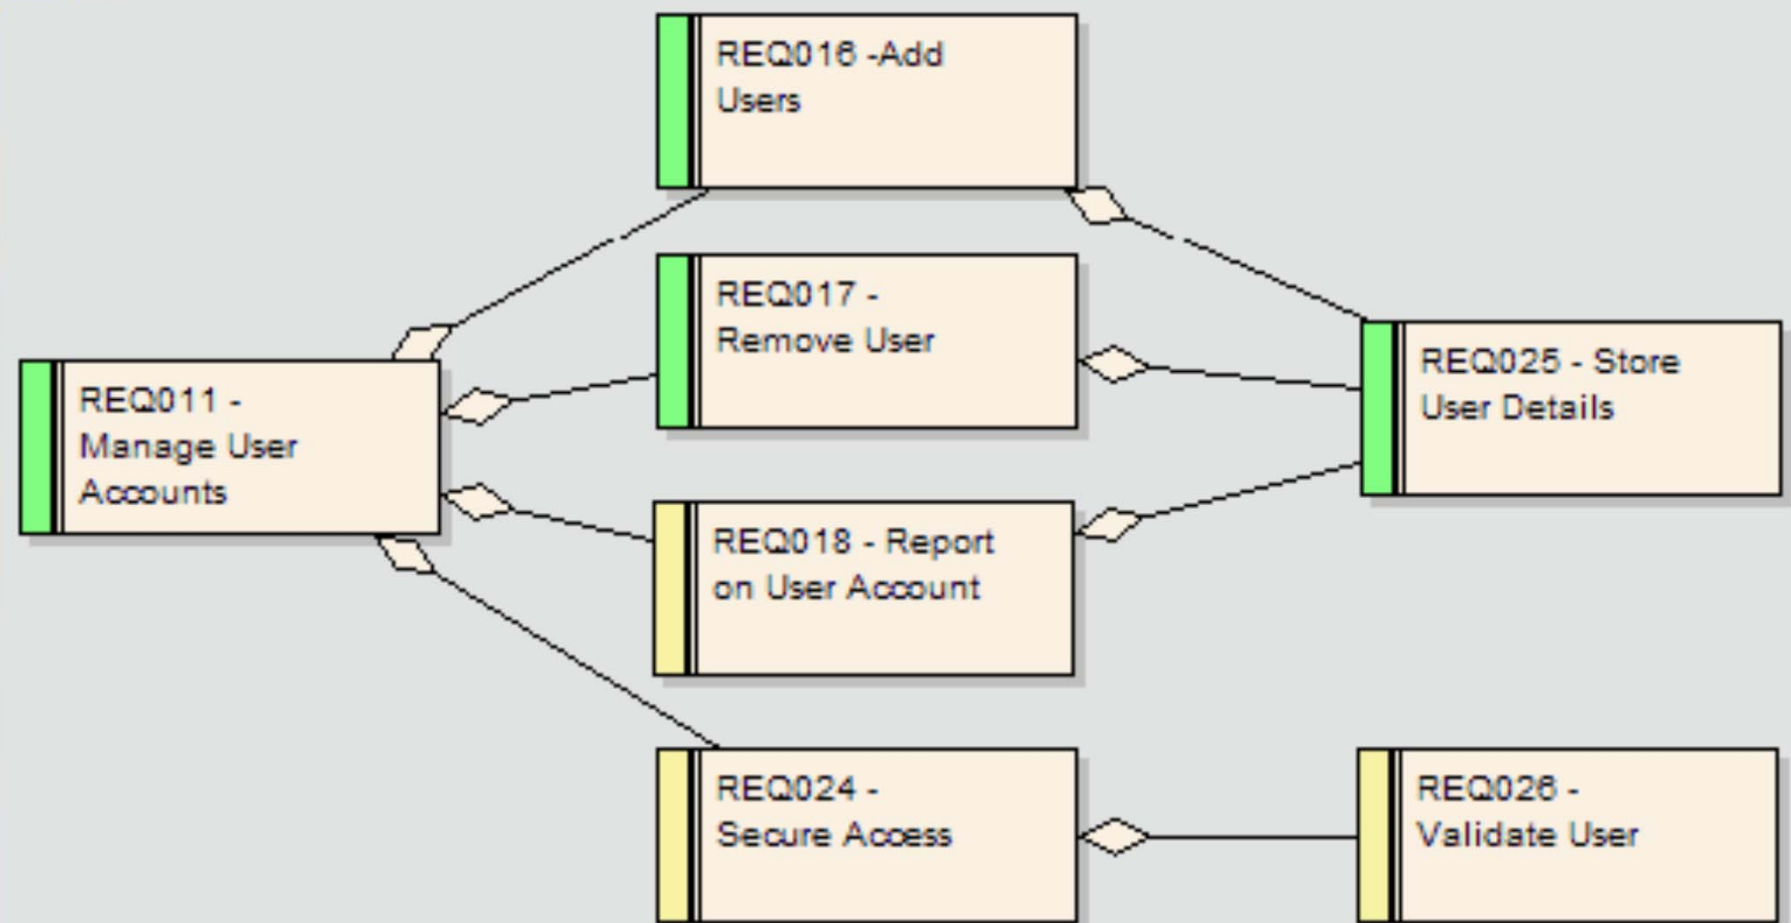 REQ016 -Add
Users
REQ017 -
Remove User
REQ011 -
Manage User
Accounts
REQ025 - Store
User Details
REQ018 - Report
on User Account
REQ024 -
Secure Access
REQ026 -
Validate User